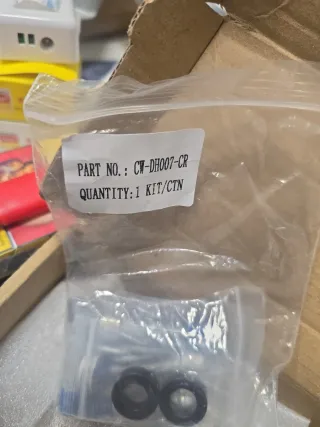 PART NO.: CW-DH007-CR
QUANTITY:1 KIT/CTN